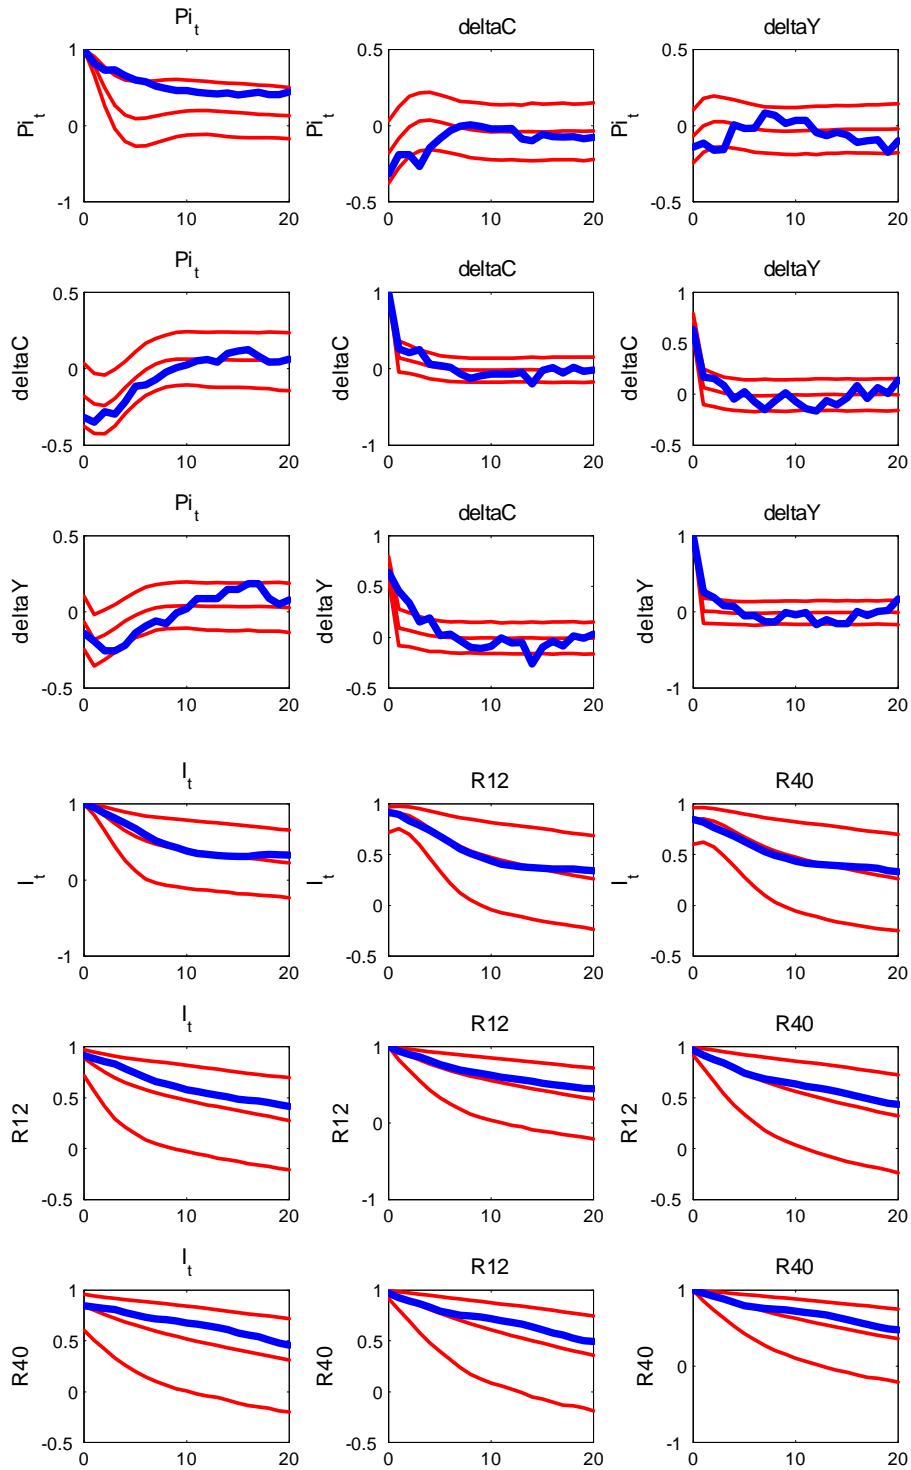 Pi_t deltaC deltaY
1 0.5 0.5
Pi_t Pi_t Pi_t
0 0 0
-1 -0.5 -0.5
0 10 20 0 10 20 0 10 20
Pi_t deltaC deltaY
0.5 1 1
deltaC deltaC deltaC
0 0 0
-0.5 -1 -0.5
0 10 20 0 10 20 0 10 20
Pi_t deltaC deltaY
0.5 1 1
deltaY deltaY deltaY
0.5
0 0 0
-0.5 -0.5 -1
0 10 20 0 10 20 0 10 20
I_t R12 R40
1 1 1
I_t I_t I_t
0.5 0.5
0 0 0
-1 -0.5 -0.5
0 10 20 0 10 20 0 10 20
I_t R12 R40
1 1 1
R12 R12 R12
0.5 0.5
0 0 0
-0.5 -1 -0.5
0 10 20 0 10 20 0 10 20
I_t R12 R40
1 1 1
R40 R40 R40
0.5 0.5
0 0 0
-0.5 -0.5 -1
0 10 20 0 10 20 0 10 20